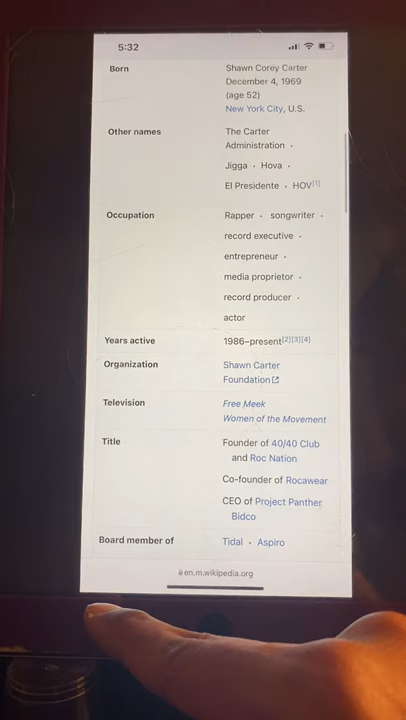 5:32
Born
Shawn Corey Carter
December 4, 1969
(age 52)
New York City, U.S.
Other names
The Carter
Administration ·
Jigga · Hova ·
El Presidente · HOV[1]
Occupation
Rapper · songwriter ·
record executive ·
entrepreneur ·
media proprietor ·
record producer ·
actor
Years active
1986–present[2][3][4]
Organization
Shawn Carter
Foundation
Television
Free Meek
Women of the Movement
Title
Founder of 40/40 Club
and Roc Nation
Co-founder of Rocawear
CEO of Project Panther
Bidco
Board member of
Tidal · Aspiro
en.m.wikipedia.org